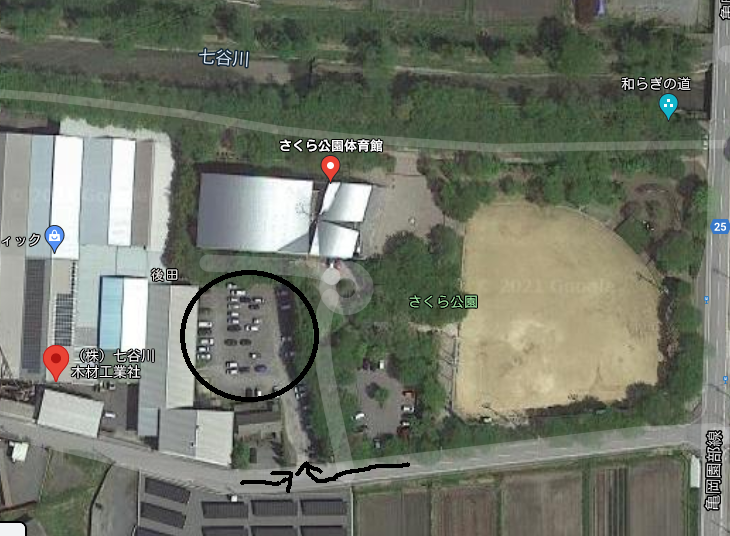 七谷川
和らぎの道
さくら公園体育館
25
ィック
後田
さくら公園
（株）七谷川
木材工業社
亀岡園部線
亀